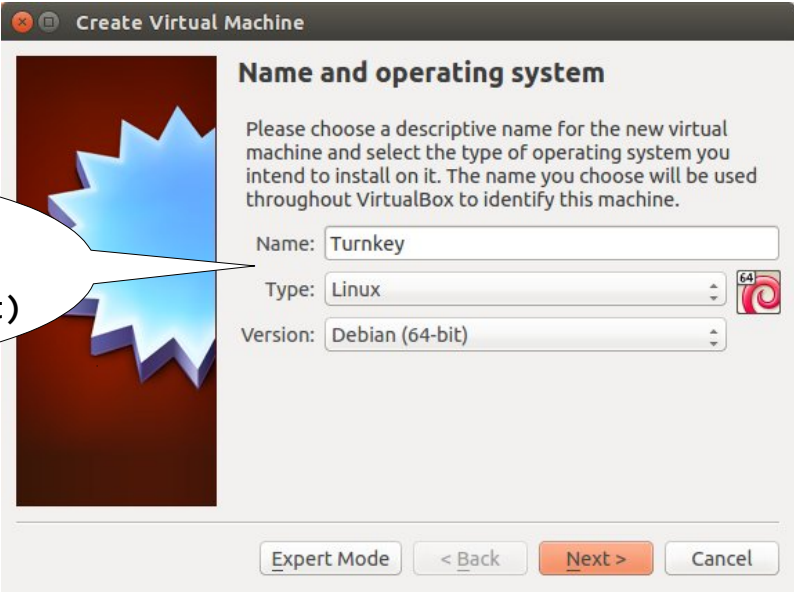 Create Virtual Machine
Name and operating system
Please choose a descriptive name for the new virtual
machine and select the type of operating system you
intend to install on it. The name you choose will be used
throughout VirtualBox to identify this machine.
Name: Turnkey
Type: Linux
64
Version: Debian (64-bit)
Expert Mode
< Back
Next >
Cancel